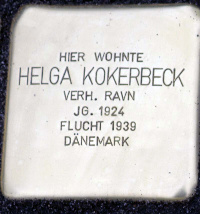 HIER WOHNTE
HELGA KOKERBECK
VERH. RAVN
JG. 1924
FLUCHT 1939
DÄNEMARK